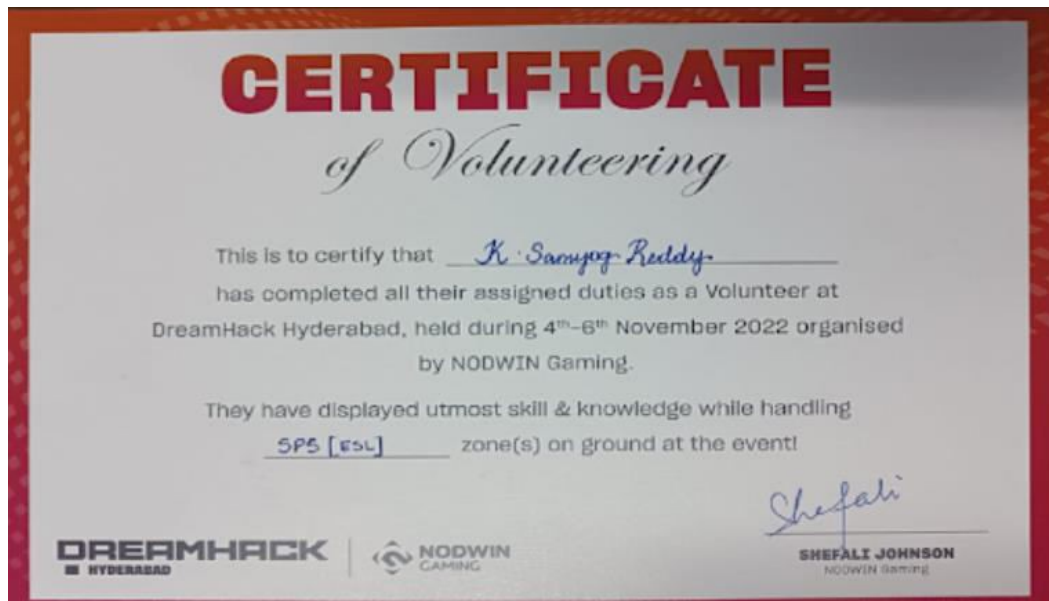 CERTIFICATE
of Volunteering
This is to certify that K. Samyog Reddy
has completed all their assigned duties as a Volunteer at
DreamHack Hyderabad, held during 4th-6th November 2022 organised
by NODWIN Gaming.
They have displayed utmost skill & knowledge while handling
SPS [ESL] zone(s) on ground at the event!
Shefali
DREAMHACK
HYDERABAD
NODWIN
GAMING
SHEFALI JOHNSON
NODWIN Gaming